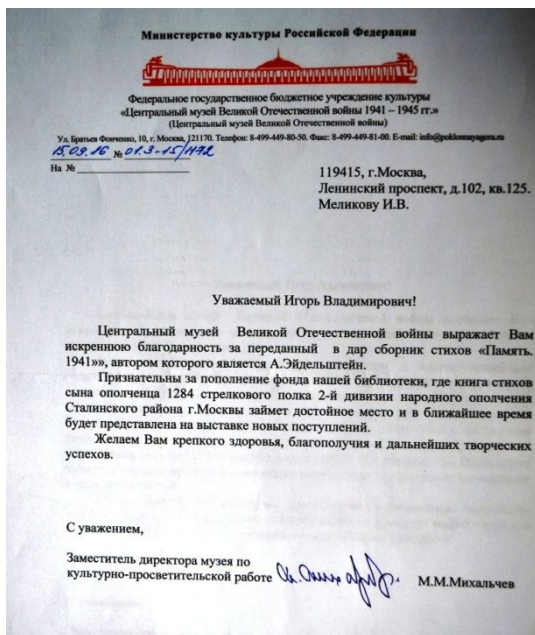 Министерство культуры Российской Федерации
Федеральное государственное бюджетное учреждение культуры
«Центральный музей Великой Отечественной войны 1941 – 1945 гг.»
(Центральный музей Великой Отечественной войны)
Ул. Братьев Фонченко, 10, г. Москва, 121170. Телефон: 8-499-449-80-50. Факс: 8-499-449-81-00. E-mail: info@poklonnayagora.ru
15.09.16 № 01.3-15/1472
На №
119415, г.Москва,
Ленинский проспект, д.102, кв.125.
Меликову И.В.
Уважаемый Игорь Владимирович!
Центральный музей Великой Отечественной войны выражает Вам
искреннюю благодарность за переданный в дар сборник стихов «Память.
1941»», автором которого является А.Эйдельштейн.
Признательны за пополнение фонда нашей библиотеки, где книга стихов
сына ополченца 1284 стрелкового полка 2-й дивизии народного ополчения
Сталинского района г.Москвы займет достойное место и в ближайшее время
будет представлена на выставке новых поступлений.
Желаем Вам крепкого здоровья, благополучия и дальнейших творческих
успехов.
С уважением,
Заместитель директора музея по
культурно-просветительской работе
М.М.Михальчев